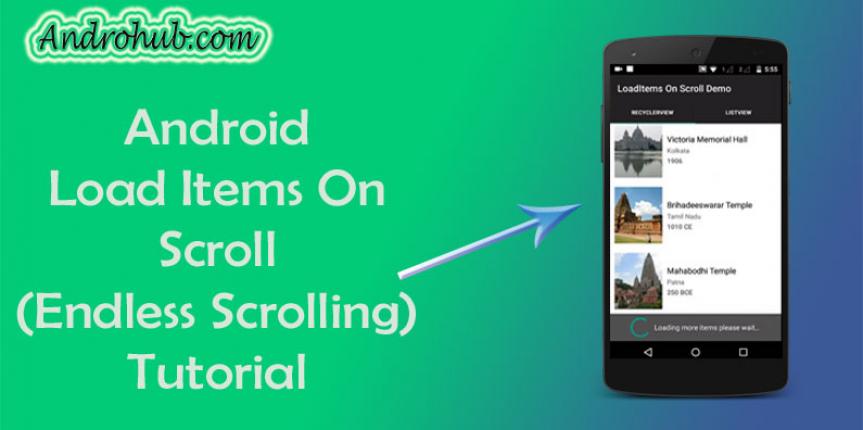 Androhub.com
Android
Load Items On
Scroll
(Endless Scrolling)
Tutorial
5:55
LoadItems On Scroll Demo
RECYCLERVIEW LISTVIEW
Victoria Memorial Hall
Kolkata
1906
Brihadeeswarar Temple
Tamil Nadu
1010 CE
Mahabodhi Temple
Patna
250 BCE
Loading more items please wait...